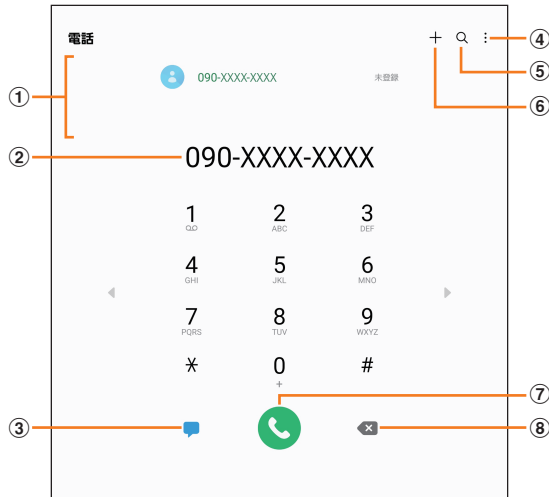 電話
④
⑤
⑥
①
090-XXXX-XXXX 未登録
② 090-XXXX-XXXX
1 2 3
ABC DEF
4 5 6
GHI JKL MNO
7 8 9
PQRS TUV WXYZ
* 0 #
+
⑦
③
⑧